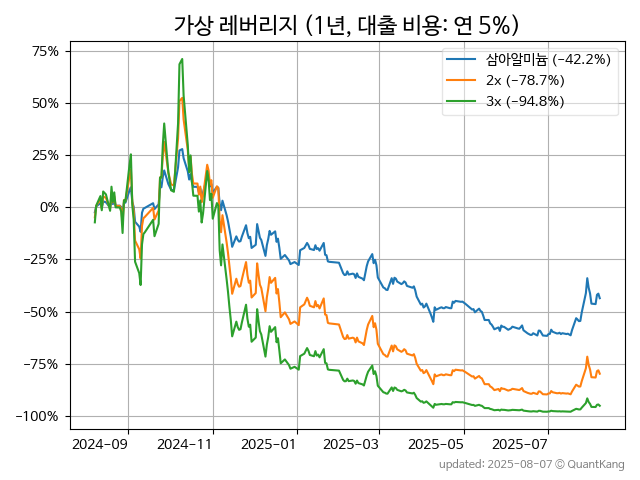 가상 레버리지 (1년, 대출 비용: 연 5%)
삼아알미늄 (−42.2%)
2x (−78.7%)
3x (−94.8%)
75%
50%
25%
0%
−25%
−50%
−75%
−100%
2024-09 2024-11 2025-01 2025-03 2025-05 2025-07
updated: 2025-08-07 © QuantKang